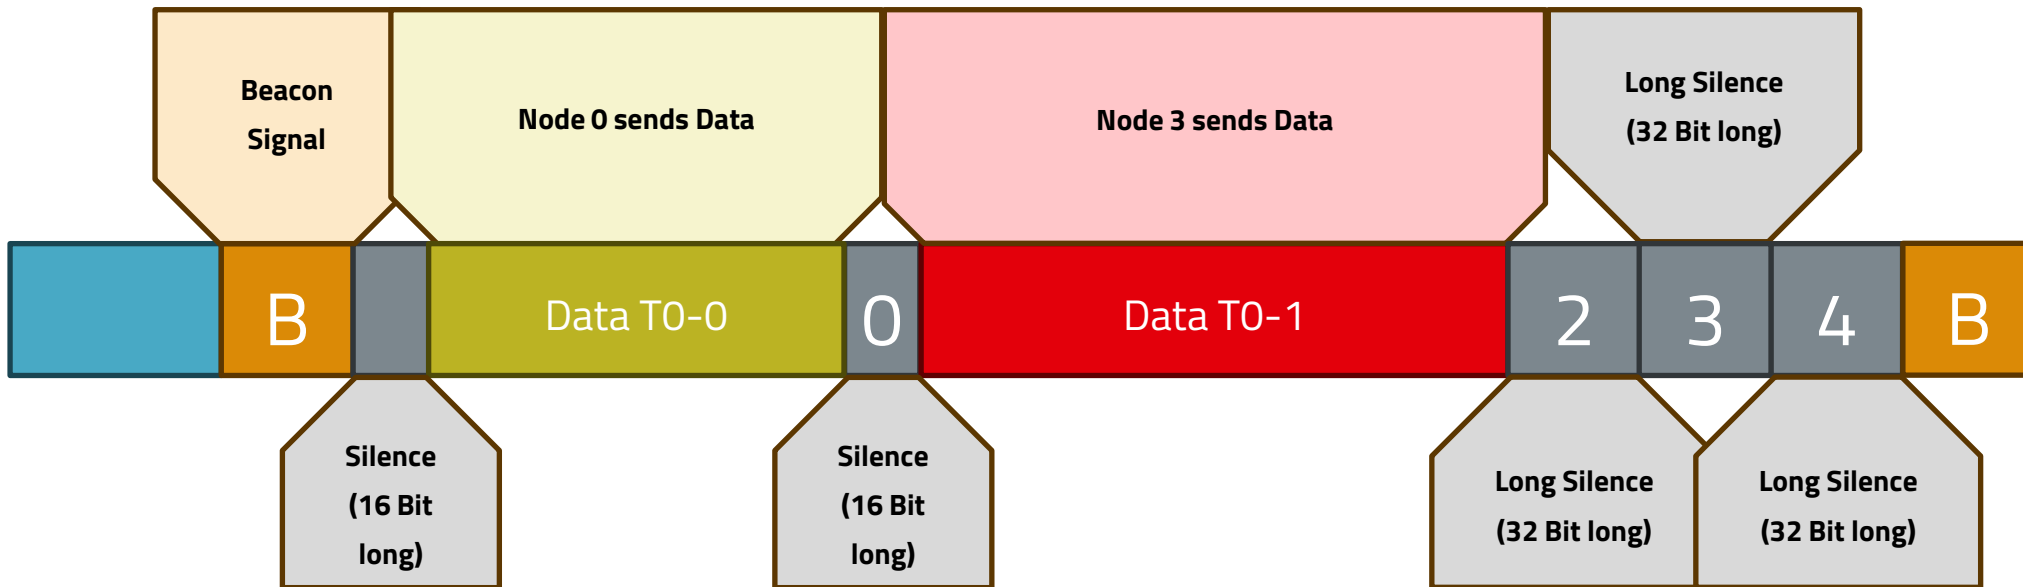 Beacon
Signal
Node 0 sends Data
Node 3 sends Data
Long Silence
(32 Bit long)
B
Data T0-0
0
Data T0-1
2
3
4
B
Silence
(16 Bit
long)
Silence
(16 Bit
long)
Long Silence
(32 Bit long)
Long Silence
(32 Bit long)